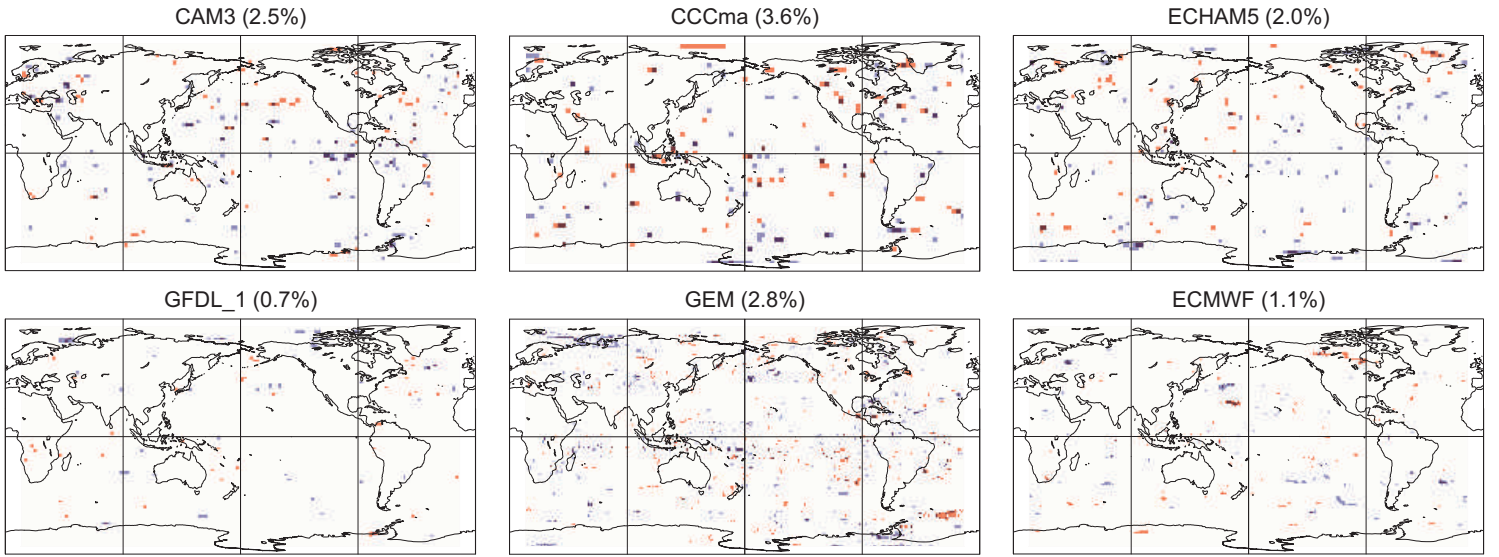 CAM3 (2.5%)
CCCma (3.6%)
ECHAM5 (2.0%)
GFDL_1 (0.7%)
GEM (2.8%)
ECMWF (1.1%)